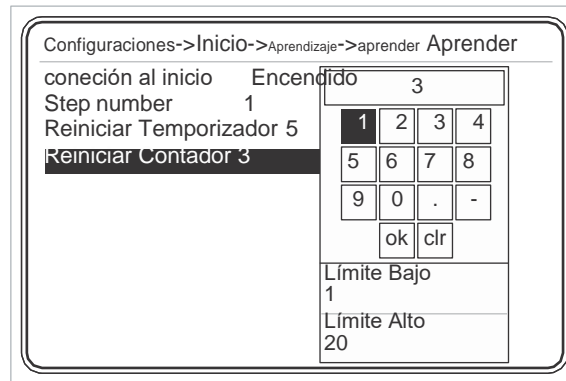 Configuraciones->Inicio->Aprendizaje->aprender Aprender
coneción al inicio Encendido
Step number 1
Reiniciar Temporizador 5
Reiniciar Contador 3
3
1 2 3 4
5 6 7 8
9 0 . -
ok clr
Límite Bajo
1
Límite Alto
20